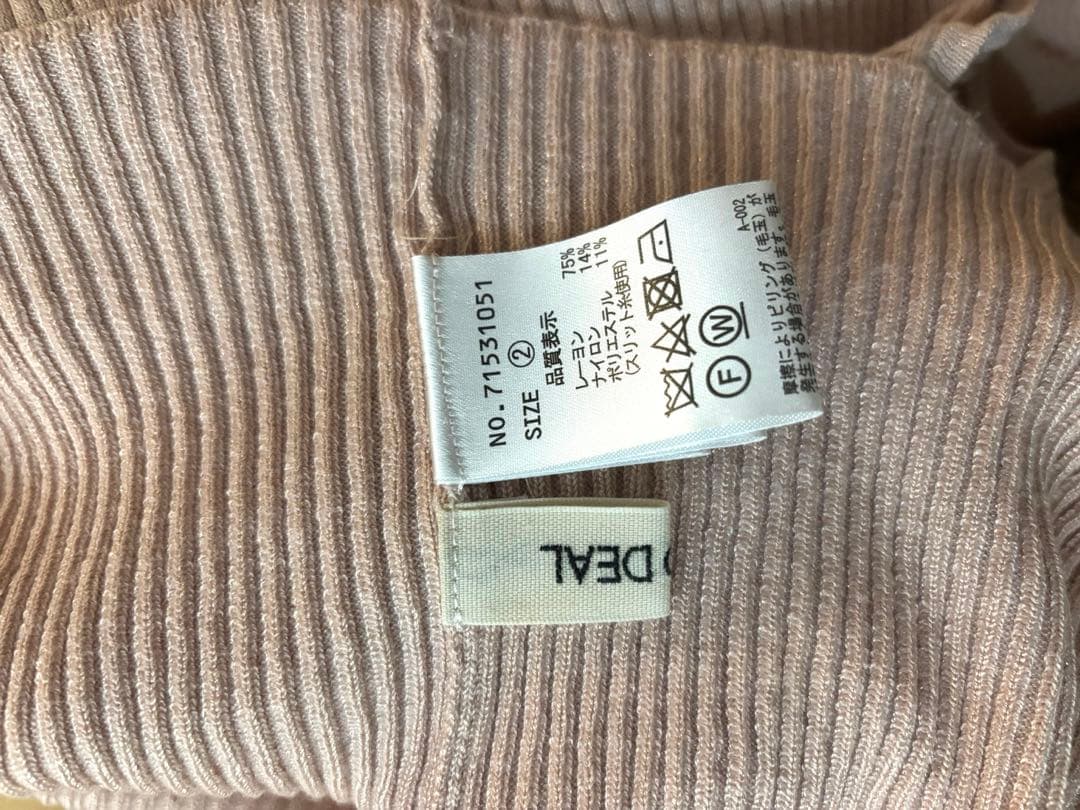 NO.71531051
SIZE ②
品質表示
レーヨン 75%
ナイロン 14%
ポリエステル 11%
(スリット糸使用)
Ⓕ Ⓦ
A-002
摩擦によりピリング(毛玉)が
発生する場合があります。毛玉
DEAL